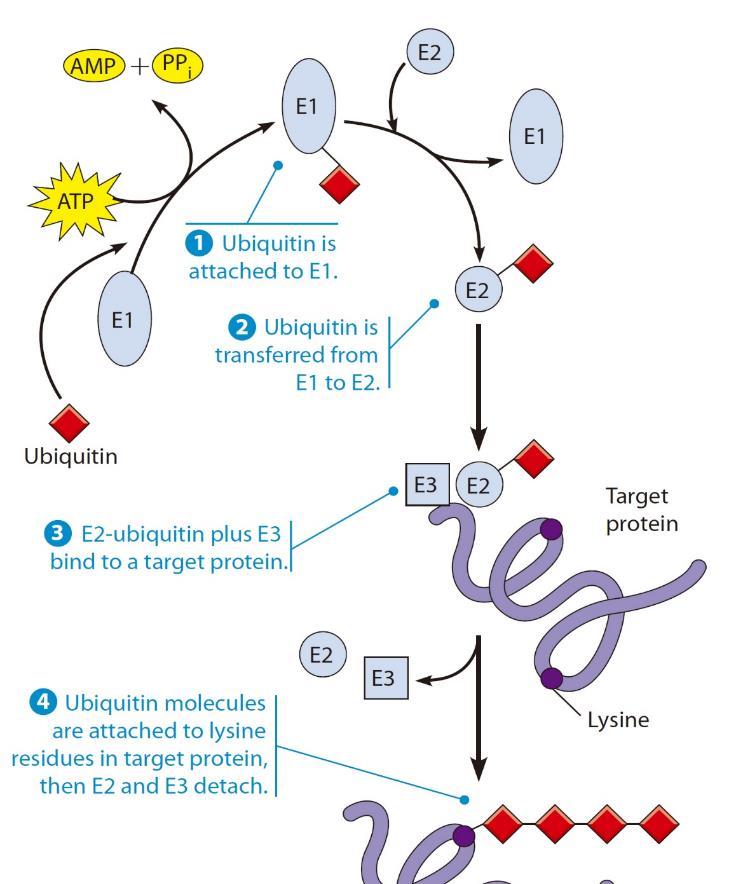 E2
AMP + PPi
E1
E1
ATP
1 Ubiquitin is
attached to E1.
E2
E1
2 Ubiquitin is
transferred from
E1 to E2.
Ubiquitin
E3 E2
Target
protein
3 E2-ubiquitin plus E3
bind to a target protein.
E2
E3
4 Ubiquitin molecules
are attached to lysine
residues in target protein,
then E2 and E3 detach.
Lysine